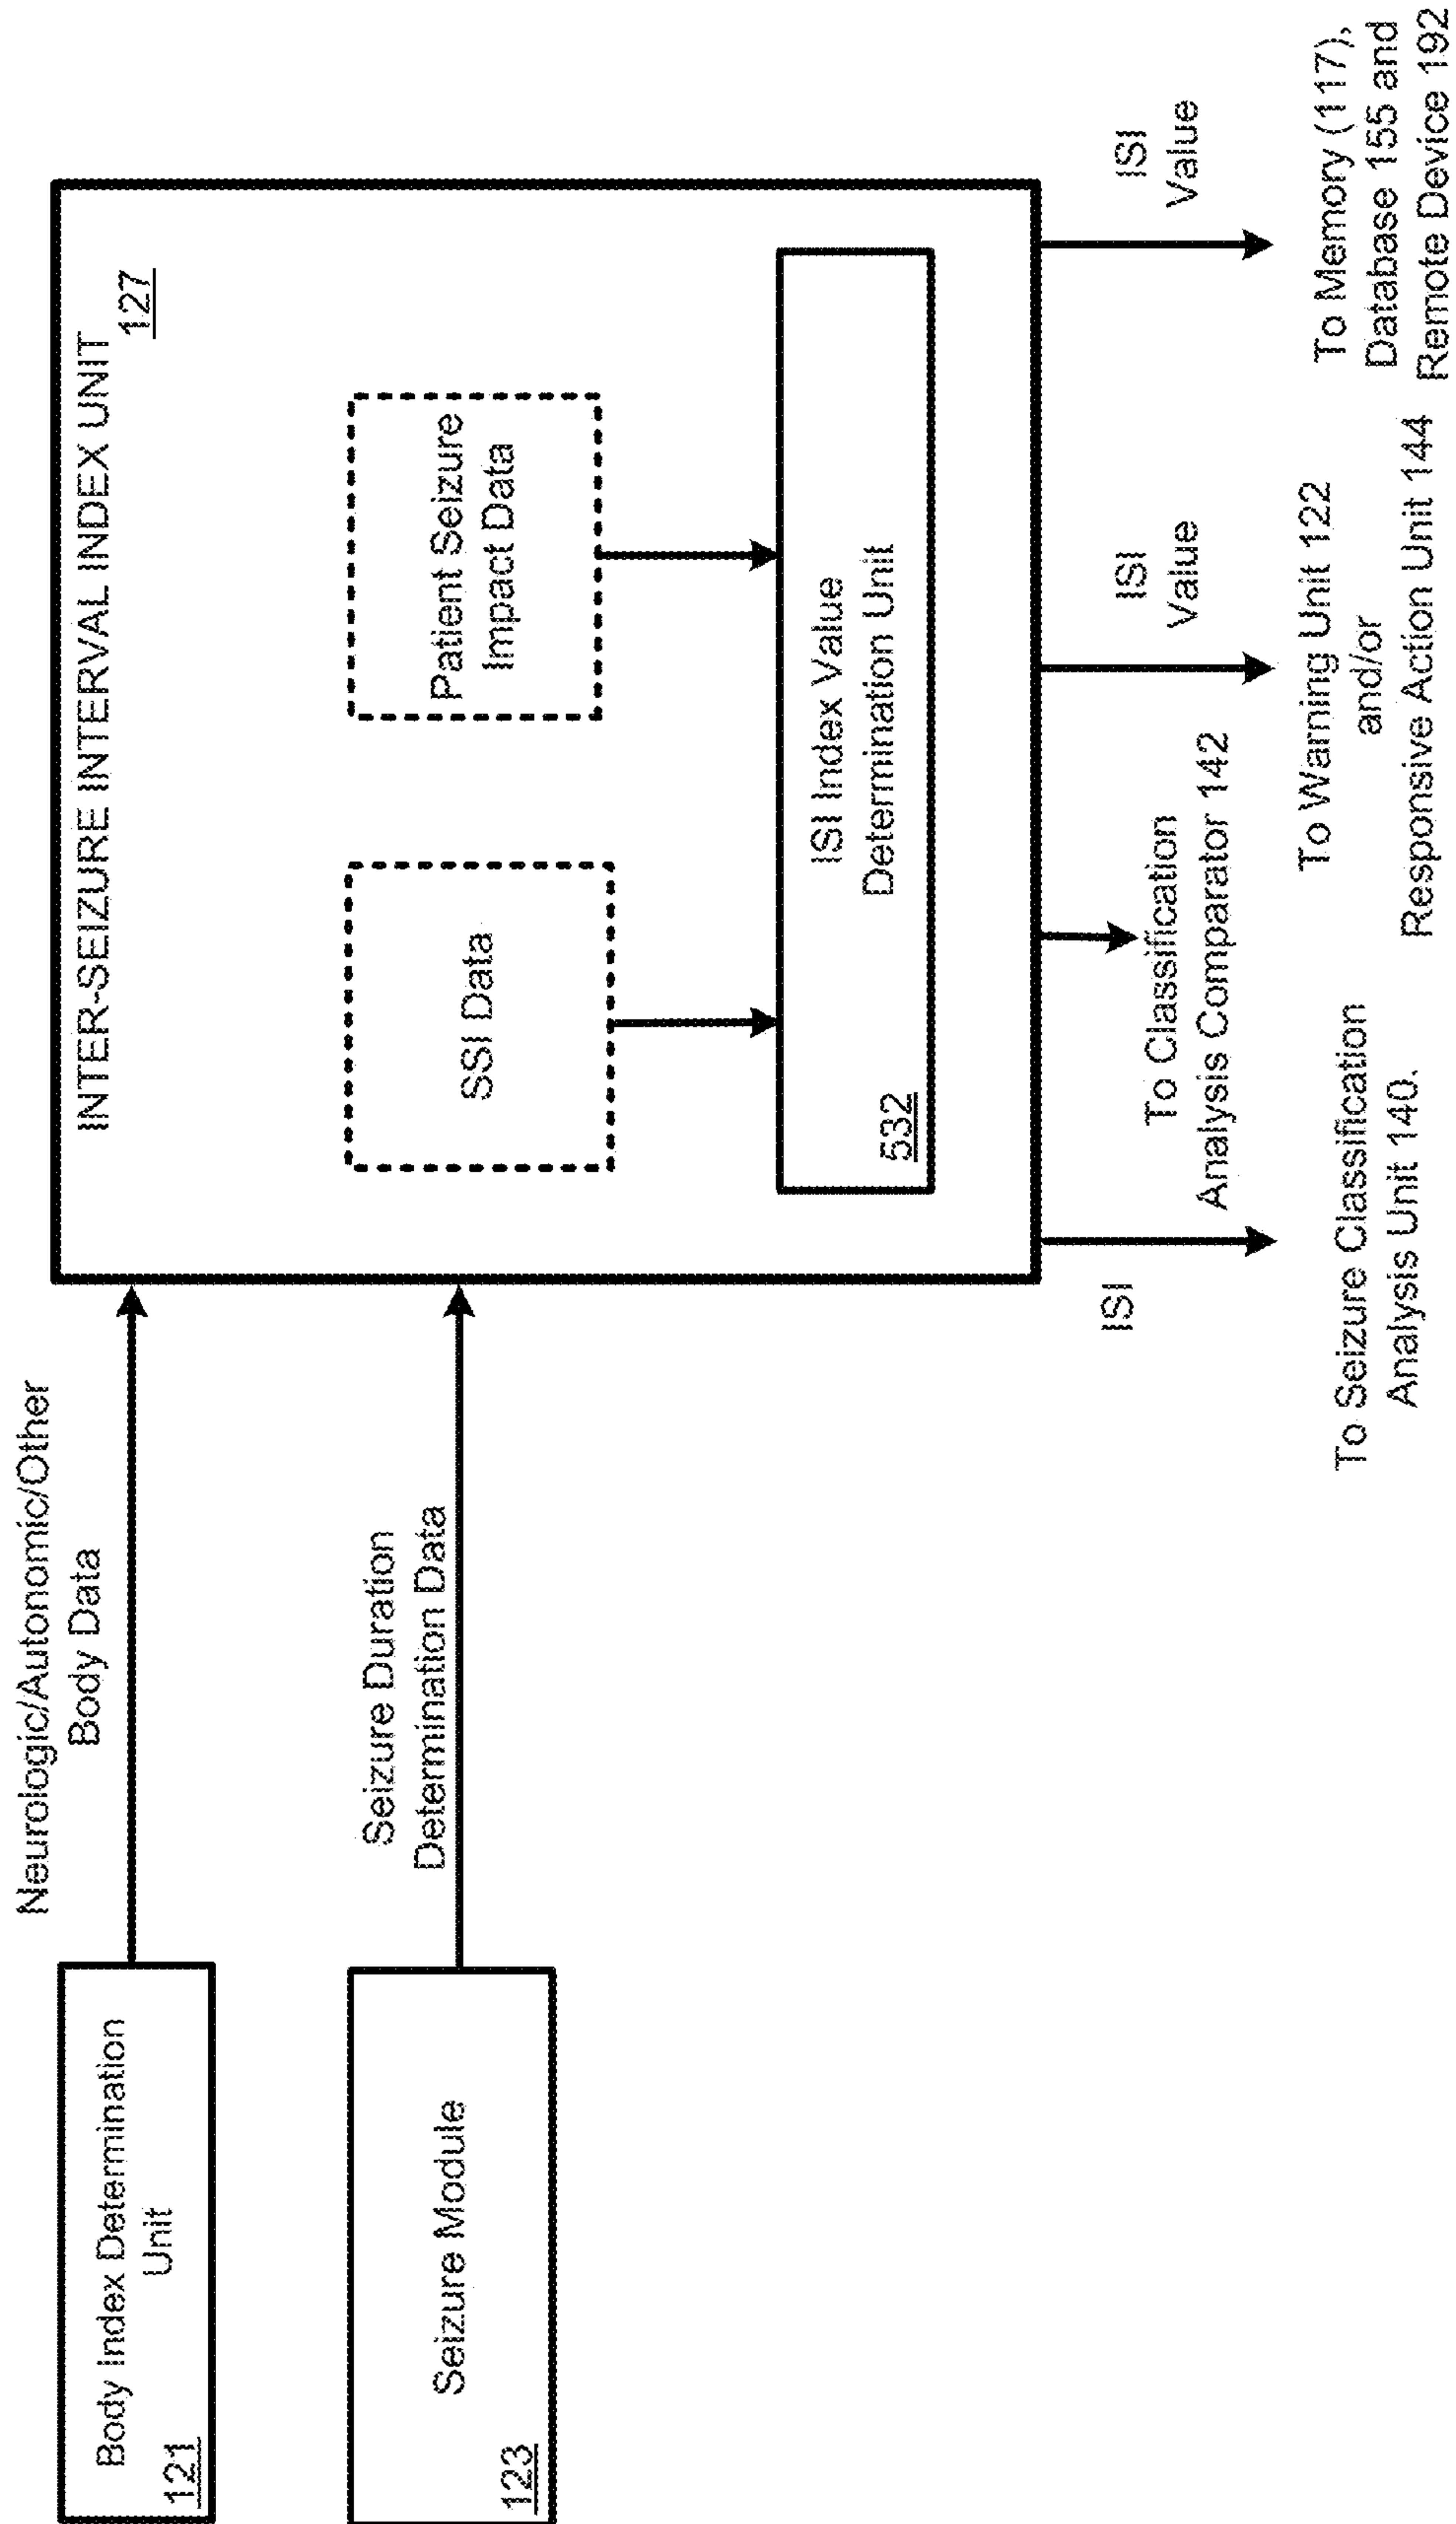 Neurologic/Autonomic/Other
Body Data
Body Index Determination
Unit
121
Seizure Duration
Determination Data
Seizure Module
123
INTER-SEIZURE INTERVAL INDEX UNIT
127
SSI Data
Patient Seizure
Impact Data
ISI Index Value
Determination Unit
532
ISI
To Seizure Classification
Analysis Unit 140.
To Classification
Analysis Comparator 142
ISI
Value
To Warning Unit 122
and/or
Responsive Action Unit 144
ISI
Value
To Memory (117),
Database 155 and
Remote Device 192